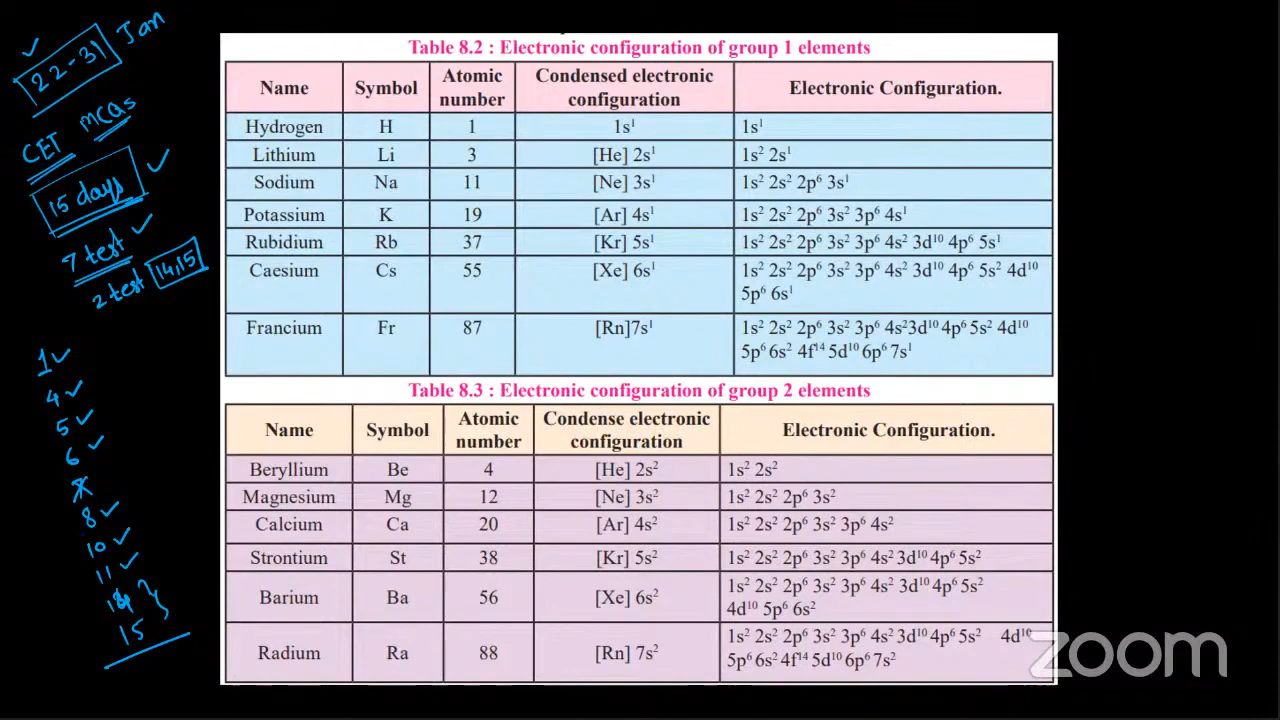 22-31 Jan
CET MCQs
15 days
7 test
2 test 14,15
1
4
5
6
8
10
11
15
Table 8.2 : Electronic configuration of group 1 elements
Name Symbol Atomic number Condensed electronic configuration Electronic Configuration.
Hydrogen H 1 1s¹ 1s¹
Lithium Li 3 [He] 2s¹ 1s² 2s¹
Sodium Na 11 [Ne] 3s¹ 1s² 2s² 2p⁶ 3s¹
Potassium K 19 [Ar] 4s¹ 1s² 2s² 2p⁶ 3s² 3p⁶ 4s¹
Rubidium Rb 37 [Kr] 5s¹ 1s² 2s² 2p⁶ 3s² 3p⁶ 4s² 3d¹⁰ 4p⁶ 5s¹
Caesium Cs 55 [Xe] 6s¹ 1s² 2s² 2p⁶ 3s² 3p⁶ 4s² 3d¹⁰ 4p⁶ 5s² 4d¹⁰
5p⁶ 6s¹
Francium Fr 87 [Rn]7s¹ 1s² 2s² 2p⁶ 3s² 3p⁶ 4s²3d¹⁰ 4p⁶ 5s² 4d¹⁰
5p⁶ 6s² 4f¹⁴ 5d¹⁰ 6p⁶ 7s¹
Table 8.3 : Electronic configuration of group 2 elements
Name Symbol Atomic number Condense electronic configuration Electronic Configuration.
Beryllium Be 4 [He] 2s² 1s² 2s²
Magnesium Mg 12 [Ne] 3s² 1s² 2s² 2p⁶ 3s²
Calcium Ca 20 [Ar] 4s² 1s² 2s² 2p⁶ 3s² 3p⁶ 4s²
Strontium St 38 [Kr] 5s² 1s² 2s² 2p⁶ 3s² 3p⁶ 4s² 3d¹⁰ 4p⁶ 5s²
Barium Ba 56 [Xe] 6s² 1s² 2s² 2p⁶ 3s² 3p⁶ 4s² 3d¹⁰ 4p⁶ 5s²
4d¹⁰ 5p⁶ 6s²
Radium Ra 88 [Rn] 7s² 1s² 2s² 2p⁶ 3s² 3p⁶ 4s² 3d¹⁰ 4p⁶ 5s² 4d¹⁰
5p⁶ 6s² 4f¹⁴ 5d¹⁰ 6p⁶ 7s²
zoom